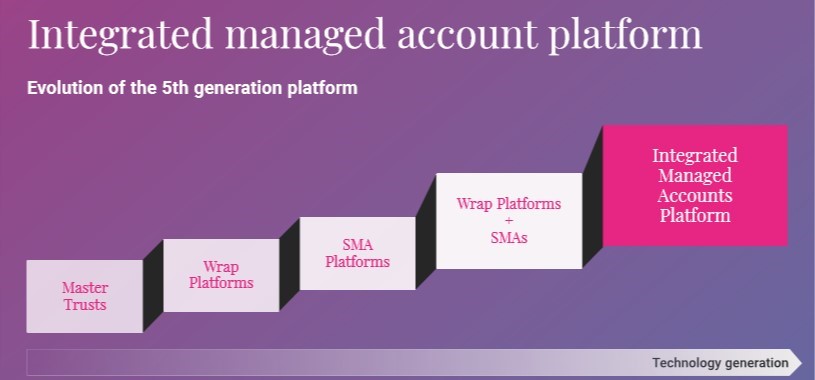 Integrated managed account platform
Evolution of the 5th generation platform
Master
Trusts
Wrap
Platforms
SMA
Platforms
Wrap Platforms
+
SMAs
Integrated
Managed
Accounts
Platform
Technology generation